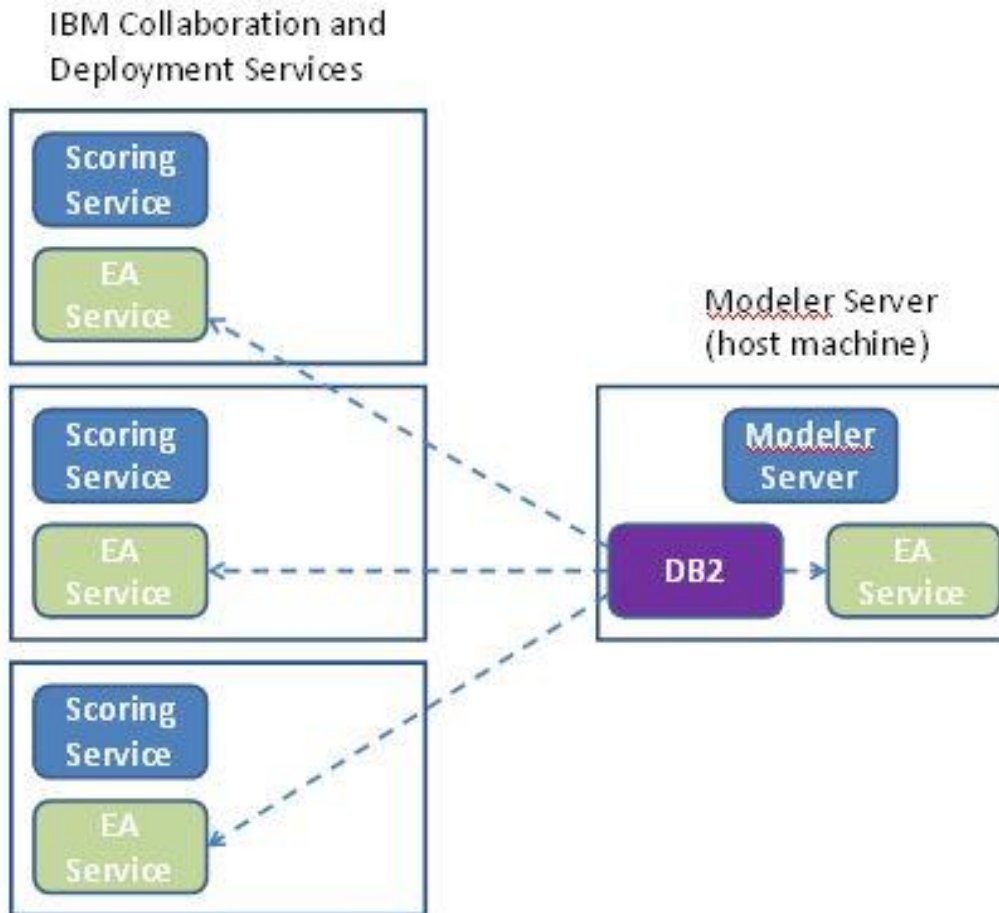 IBM Collaboration and
Deployment Services
Scoring
Service
EA
Service
Scoring
Service
EA
Service
Scoring
Service
EA
Service
Modeler Server
(host machine)
Modeler
Server
DB2
EA
Service